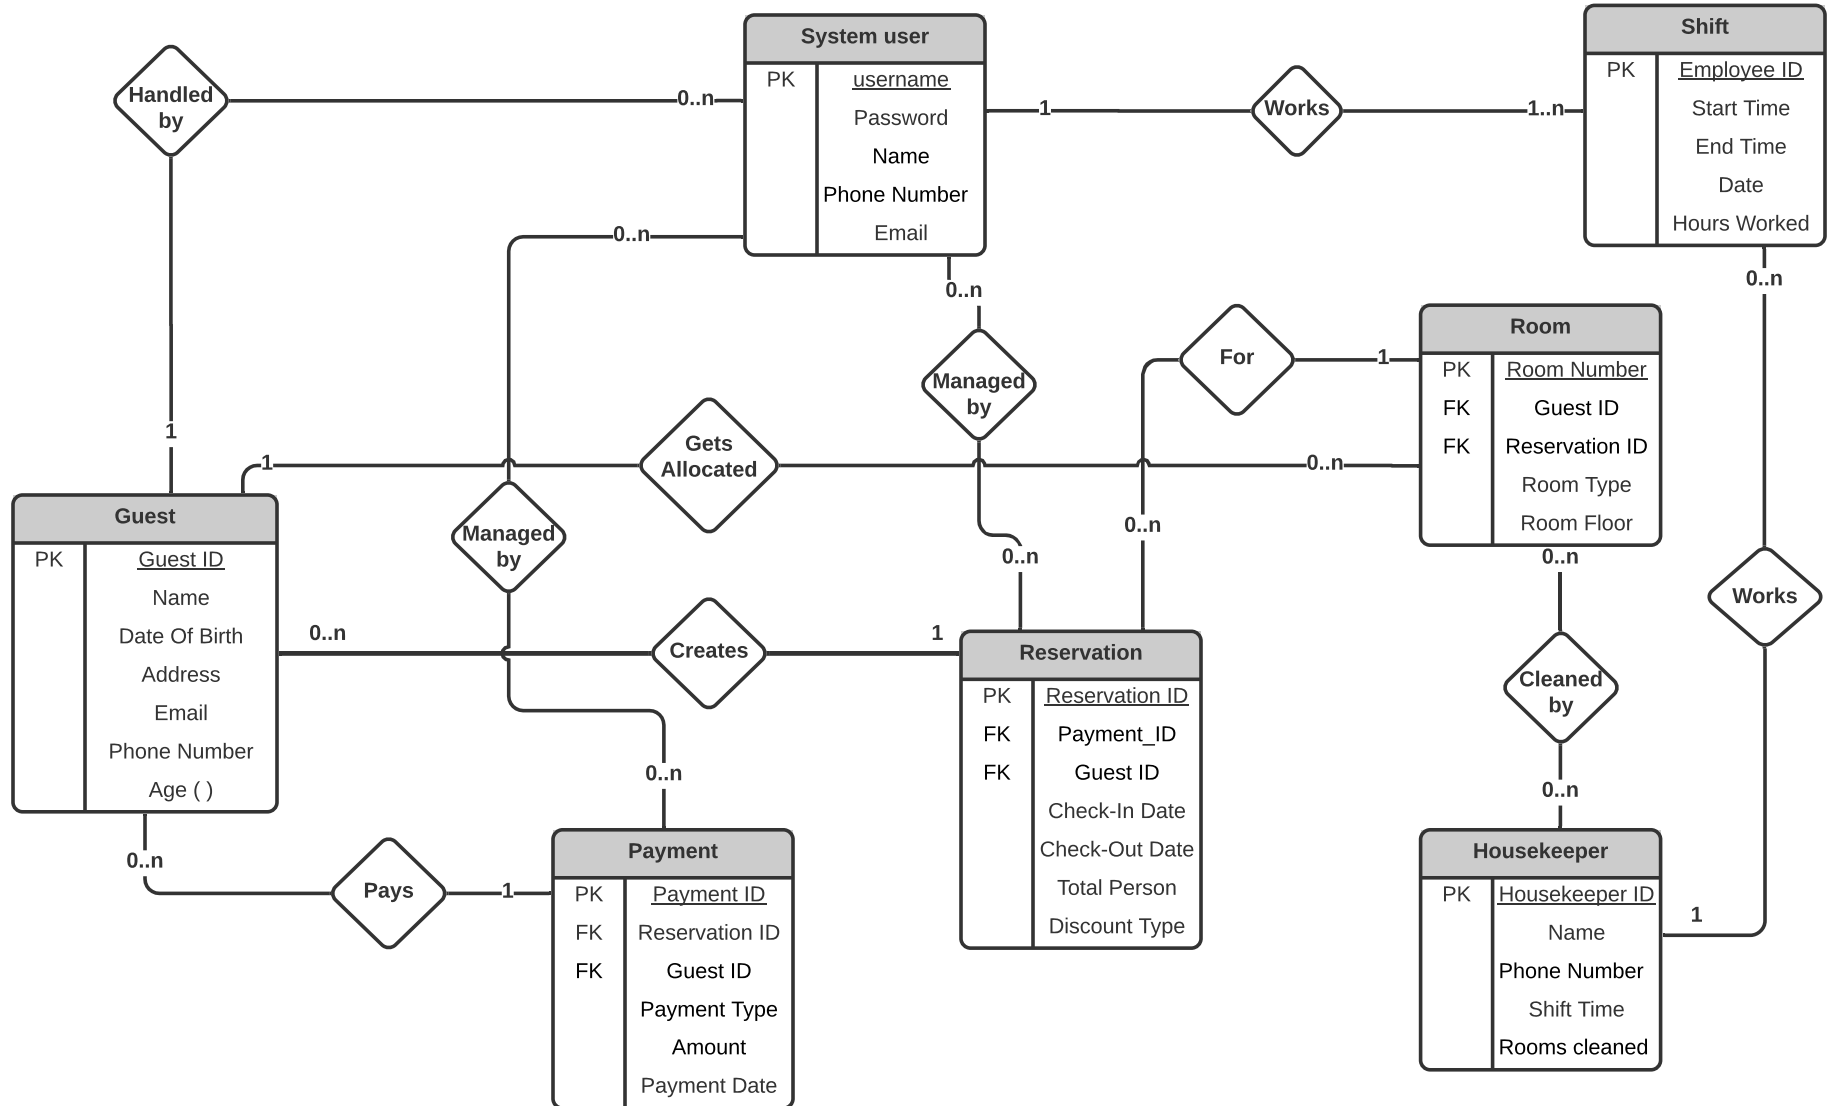 System user
PK username
Password
Name
Phone Number
Email
Shift
PK Employee ID
Start Time
End Time
Date
Hours Worked
Handled
by
0..n
1
Works
1..n
1
0..n
0..n
Managed
by
0..n
For
1
0..n
0..n
Room
PK Room Number
FK Guest ID
FK Reservation ID
Room Type
Room Floor
1
Gets
Allocated
0..n
Managed
by
0..n
Guest
PK Guest ID
Name
Date Of Birth
Address
Email
Phone Number
Age ( )
0..n
Creates
1
Reservation
PK Reservation ID
FK Payment_ID
FK Guest ID
Check-In Date
Check-Out Date
Total Person
Discount Type
0..n
Cleaned
by
0..n
Works
1
0..n
Pays
1
Payment
PK Payment ID
FK Reservation ID
FK Guest ID
Payment Type
Amount
Payment Date
Housekeeper
PK Housekeeper ID
Name
Phone Number
Shift Time
Rooms cleaned